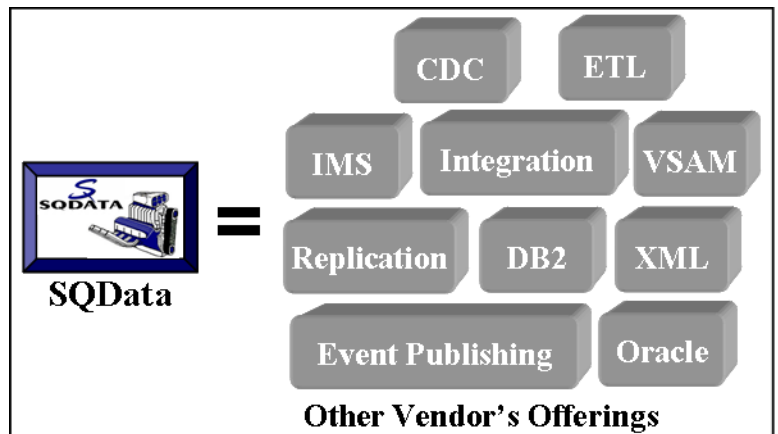 CDC
ETL
IMS
Integration
VSAM
SQDATA
=
SQData
Replication
DB2
XML
Event Publishing
Oracle
Other Vendor's Offerings